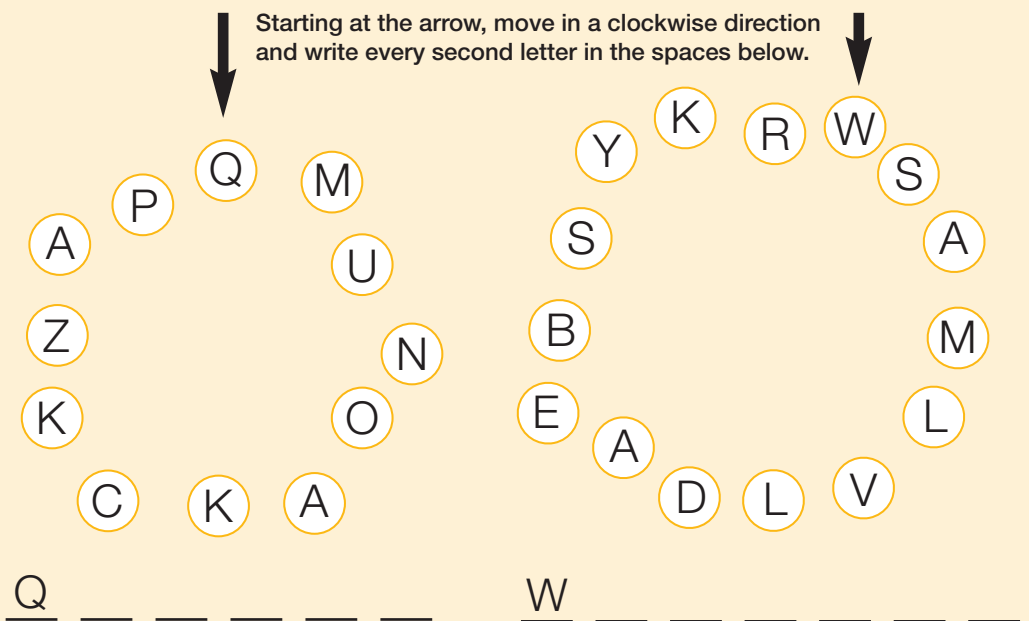 Starting at the arrow, move in a clockwise direction
and write every second letter in the spaces below.
Q
M
U
N
O
A
K
C
K
Z
A
P
W
S
A
M
L
V
L
D
A
E
B
S
Y
K
R
Q
W